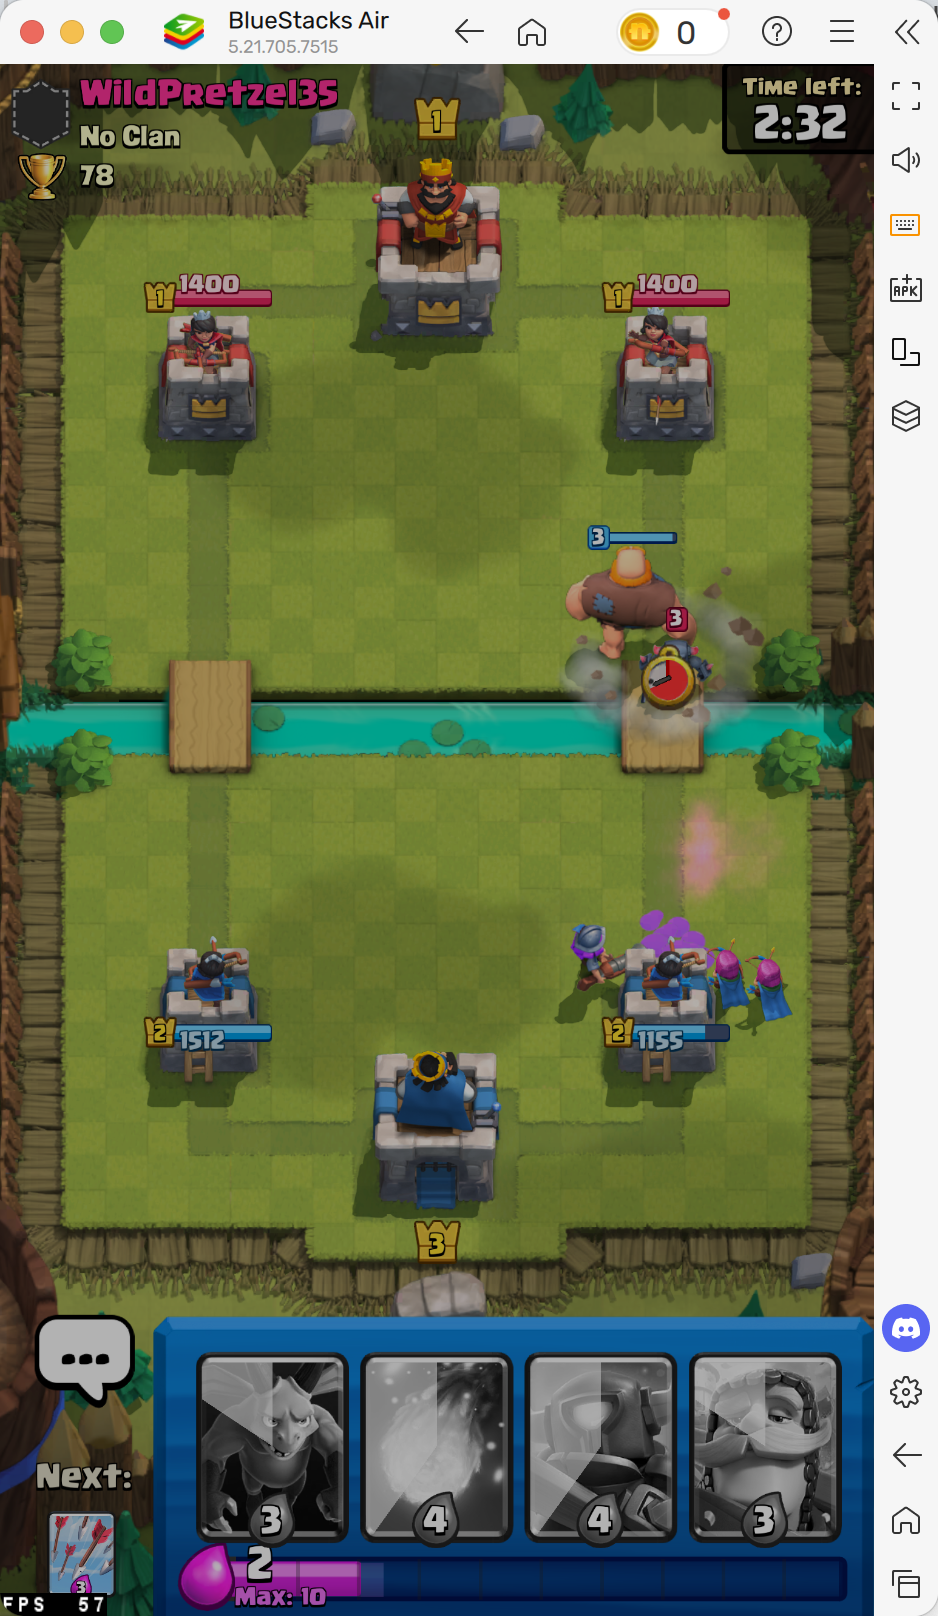 BlueStacks Air
5.21.705.7515
0
WildPretzel35
No Clan
78
1
Time left:
2:32
1
1400
1
1400
3
3
2
1512
2
1155
3
...
Next:
3
3
4
4
3
2
Max: 10
FPS 57
APK